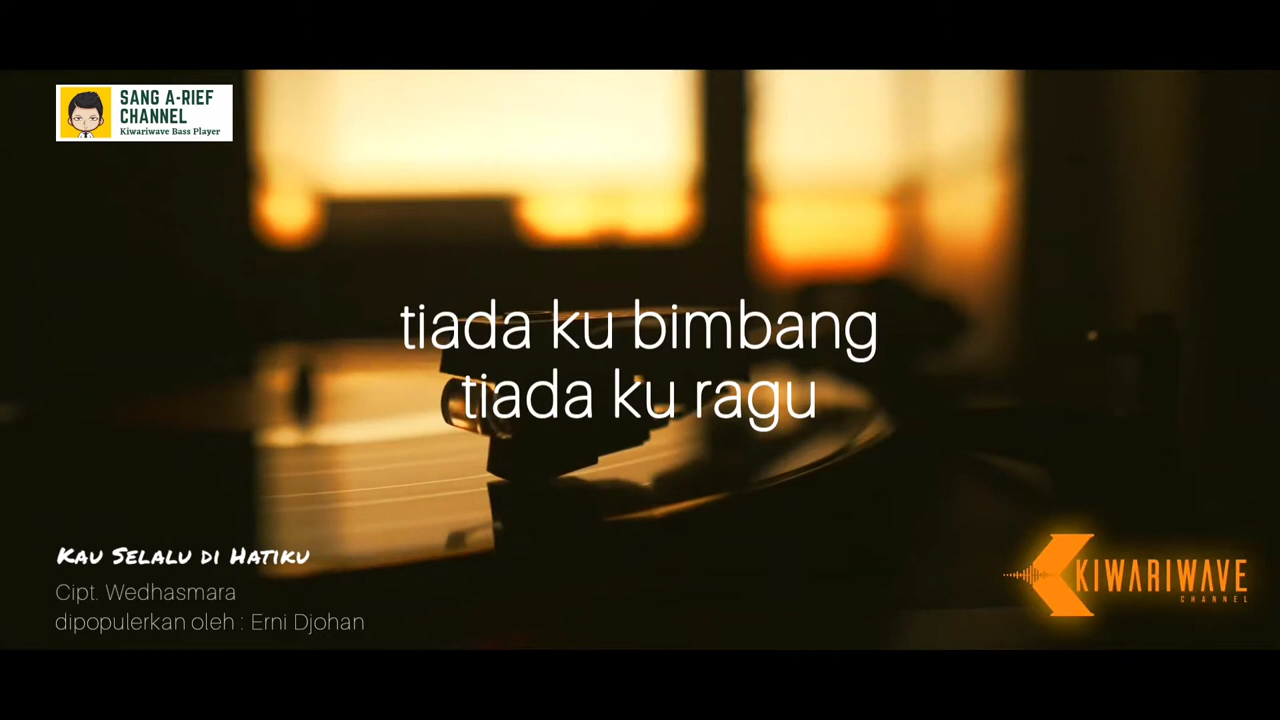 SANG A-RIEF
CHANNEL
Kiwariwave Bass Player
tiada ku bimbang
tiada ku ragu
Kau Selalu di Hatiku
Cipt. Wedhasmara
dipopulerkan oleh : Erni Djohan
KIWARIWAVE
CHANNEL